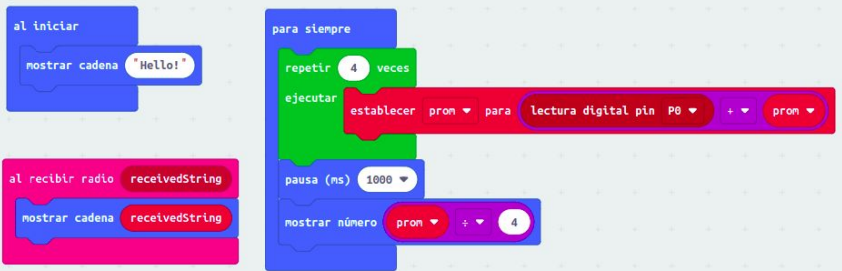 al iniciar
mostrar cadena "Hello!"
al recibir radio receivedString
mostrar cadena receivedString
para siempre
repetir 4 veces
ejecutar establecer prom ▼ para lectura digital pin P0 ▼ + ▼ prom ▼
pausa (ms) 1000 ▼
mostrar número prom ▼ ÷ ▼ 4